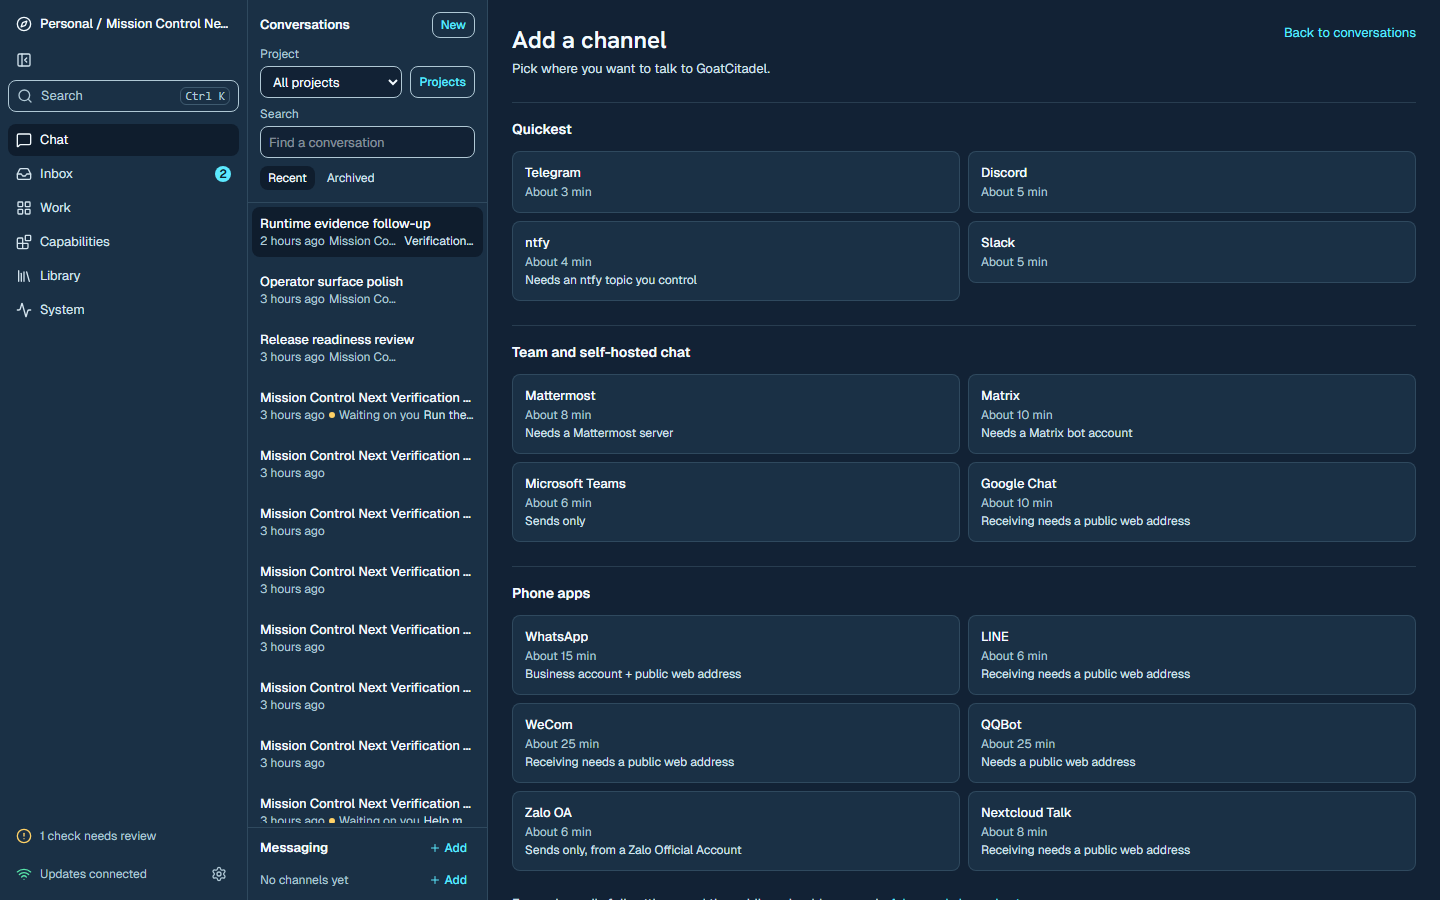 Personal / Mission Control Ne...
Search
Ctrl K
Chat
Inbox
2
Work
Capabilities
Library
System
1 check needs review
Updates connected
Conversations
New
Project
All projects
Projects
Search
Find a conversation
Recent
Archived
Runtime evidence follow-up
2 hours ago Mission Co... Verification...
Operator surface polish
3 hours ago Mission Co...
Release readiness review
3 hours ago Mission Co...
Mission Control Next Verification ...
3 hours ago Waiting on you Run the...
Mission Control Next Verification ...
3 hours ago
Mission Control Next Verification ...
3 hours ago
Mission Control Next Verification ...
3 hours ago
Mission Control Next Verification ...
3 hours ago
Mission Control Next Verification ...
3 hours ago
Mission Control Next Verification ...
3 hours ago
Mission Control Next Verification ...
3 hours ago Waiting on you Help m...
Messaging
+ Add
No channels yet
+ Add
Add a channel
Back to conversations
Pick where you want to talk to GoatCitadel.
Quickest
Telegram
About 3 min
Discord
About 5 min
ntfy
About 4 min
Needs an ntfy topic you control
Slack
About 5 min
Team and self-hosted chat
Mattermost
About 8 min
Needs a Mattermost server
Matrix
About 10 min
Needs a Matrix bot account
Microsoft Teams
About 6 min
Sends only
Google Chat
About 10 min
Receiving needs a public web address
Phone apps
WhatsApp
About 15 min
Business account + public web address
LINE
About 6 min
Receiving needs a public web address
WeCom
About 25 min
Receiving needs a public web address
QQBot
About 25 min
Needs a public web address
Zalo OA
About 6 min
Sends only, from a Zalo Official Account
Nextcloud Talk
About 8 min
Receiving needs a public web address